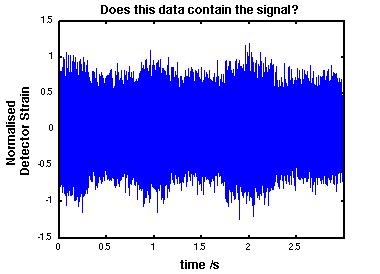 Does this data contain the signal?
Normalised
Detector Strain
1.5
1
0.5
0
-0.5
-1
-1.5
0 0.5 1 1.5 2 2.5
time /s